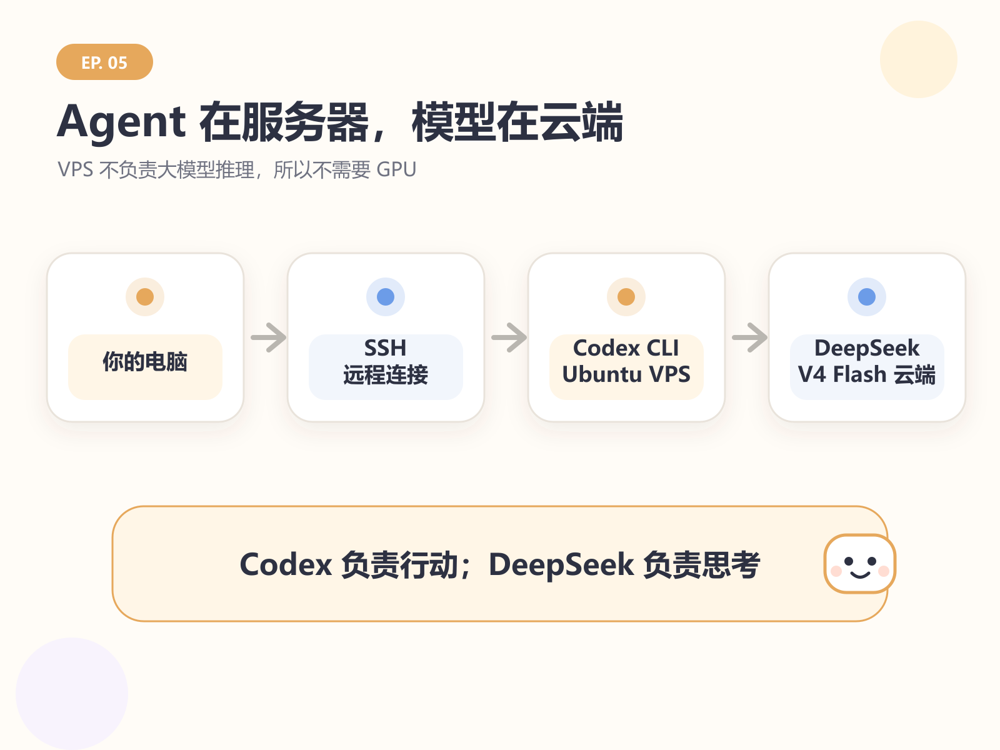 EP. 05
Agent 在服务器，模型在云端
VPS 不负责大模型推理，所以不需要 GPU
你的电脑
SSH
远程连接
Codex CLI
Ubuntu VPS
DeepSeek
V4 Flash 云端
Codex 负责行动；DeepSeek 负责思考